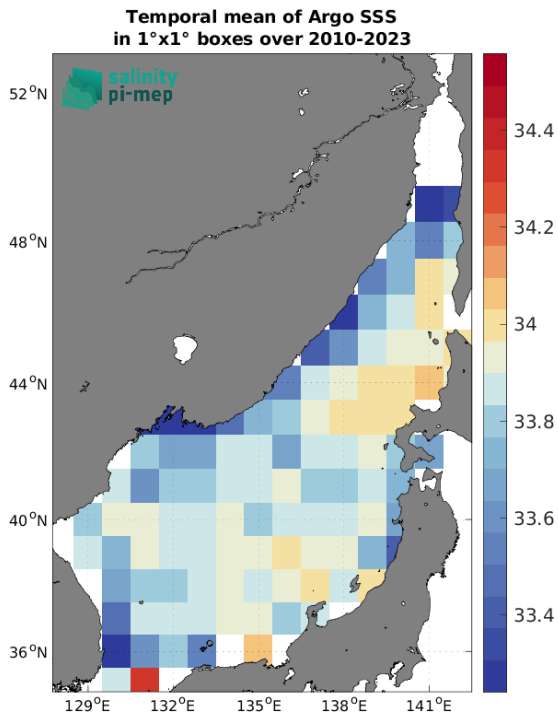 Temporal mean of Argo SSS
in 1°x1° boxes over 2010-2023
salinity
pi-mep
52°N
48°N
44°N
40°N
36°N
129°E
132°E
135°E
138°E
141°E
34.4
34.2
34
33.8
33.6
33.4